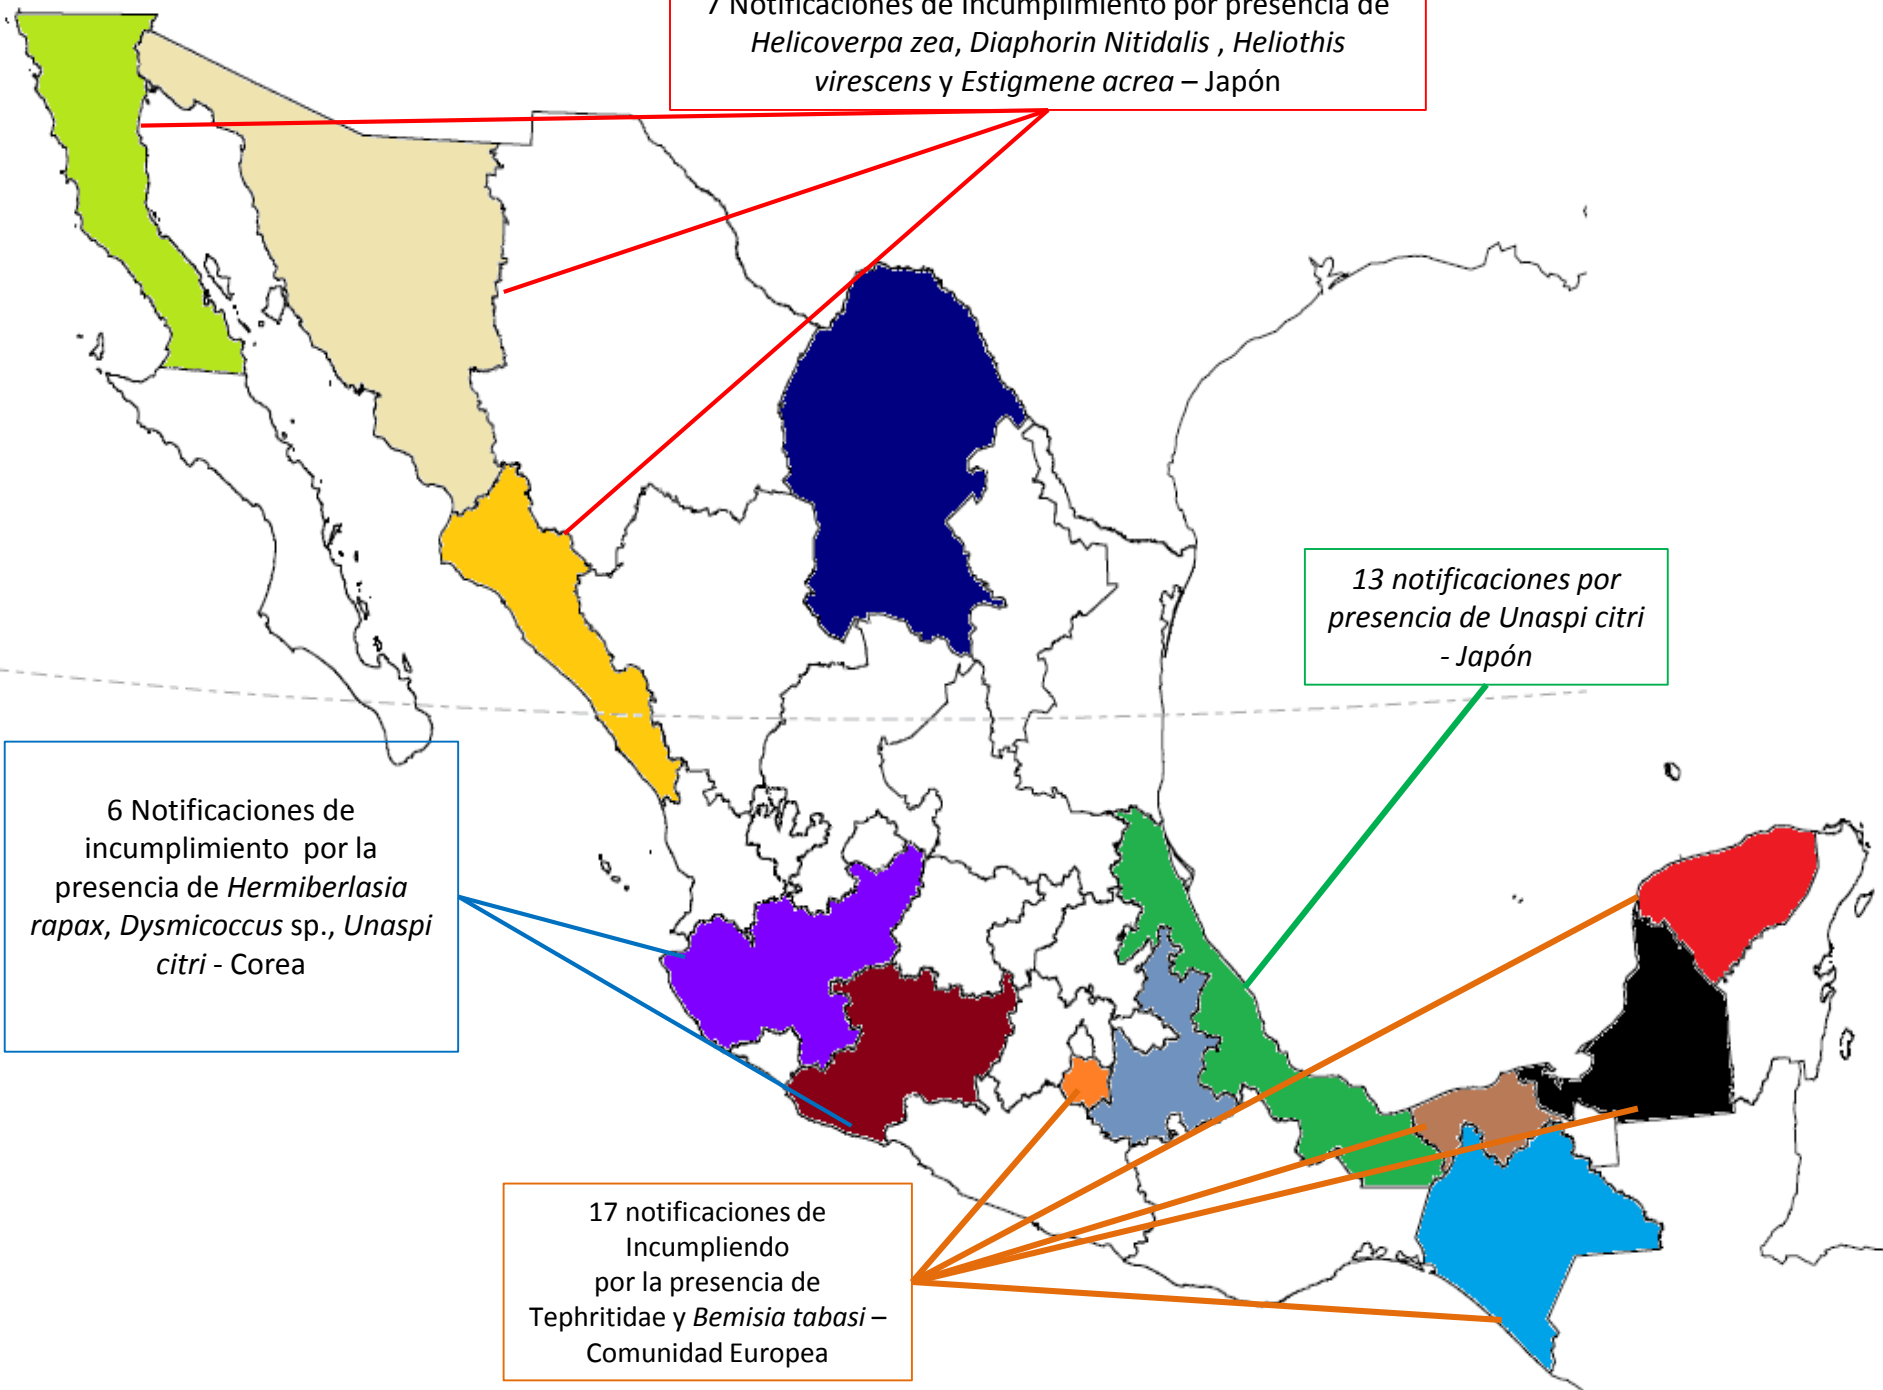 7 Notificaciones de incumplimiento por presencia de
Helicoverpa zea, Diaphorin Nitidalis , Heliothis
virescens y Estigmene acrea – Japón
13 notificaciones por
presencia de Unaspi citri
- Japón
6 Notificaciones de
incumplimiento  por la
presencia de Hermiberlasia
rapax, Dysmicoccus sp., Unaspi
citri - Corea
17 notificaciones de
Incumpliendo
por la presencia de
Tephritidae y Bemisia tabasi –
Comunidad Europea